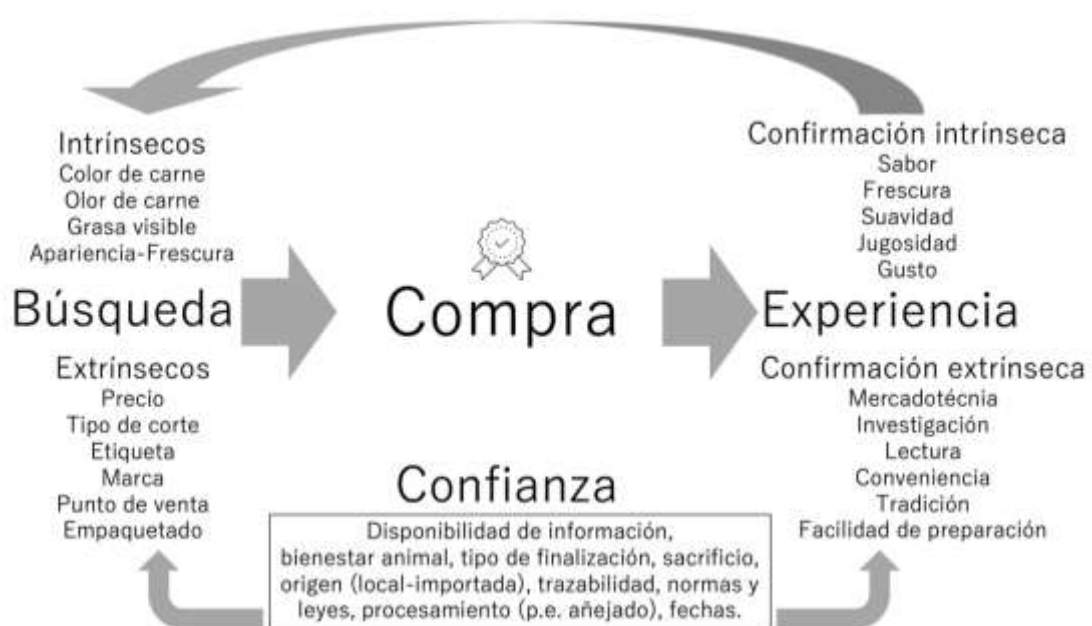 Intrínsecos
Color de carne
Olor de carne
Grasa visible
Apariencia-Frescura
Búsqueda
Extrínsecos
Precio
Tipo de corte
Etiqueta
Marca
Punto de venta
Empaquetado
Compra
Confianza
Disponibilidad de información,
bienestar animal, tipo de finalización, sacrificio,
origen (local-importada), trazabilidad, normas y
leyes, procesamiento (p.e. añejado), fechas.
Confirmación intrínseca
Sabor
Frescura
Suavidad
Jugosidad
Gusto
Experiencia
Confirmación extrínseca
Mercadotécnia
Investigación
Lectura
Conveniencia
Tradición
Facilidad de preparación